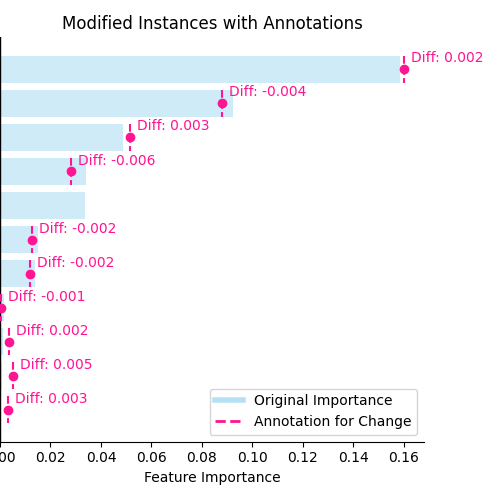 Modified Instances with Annotations
Diff: 0.002
Diff: -0.004
Diff: 0.003
Diff: -0.006
Diff: -0.002
Diff: -0.002
Diff: -0.001
Diff: 0.002
Diff: 0.005
Diff: 0.003
Original Importance
Annotation for Change
00 0.02 0.04 0.06 0.08 0.10 0.12 0.14 0.16
Feature Importance